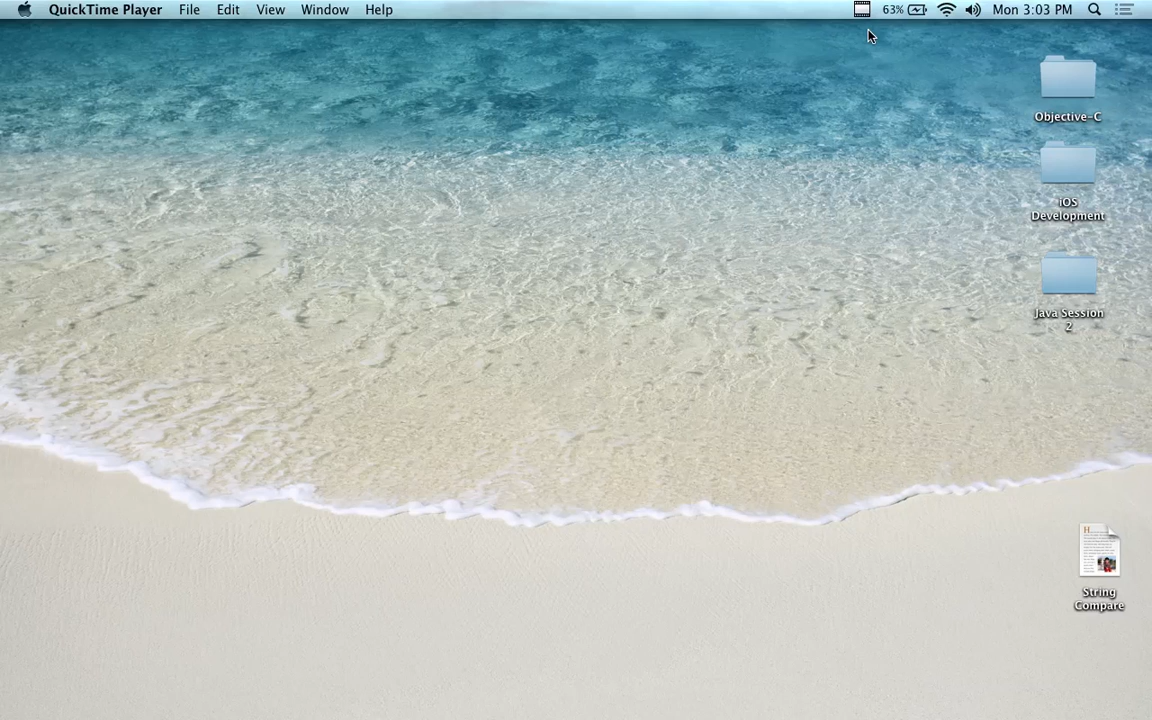 QuickTime Player File Edit View Window Help 63% Mon 3:03 PM
Objective-C
iOS
Development
Java Session
2
String
Compare